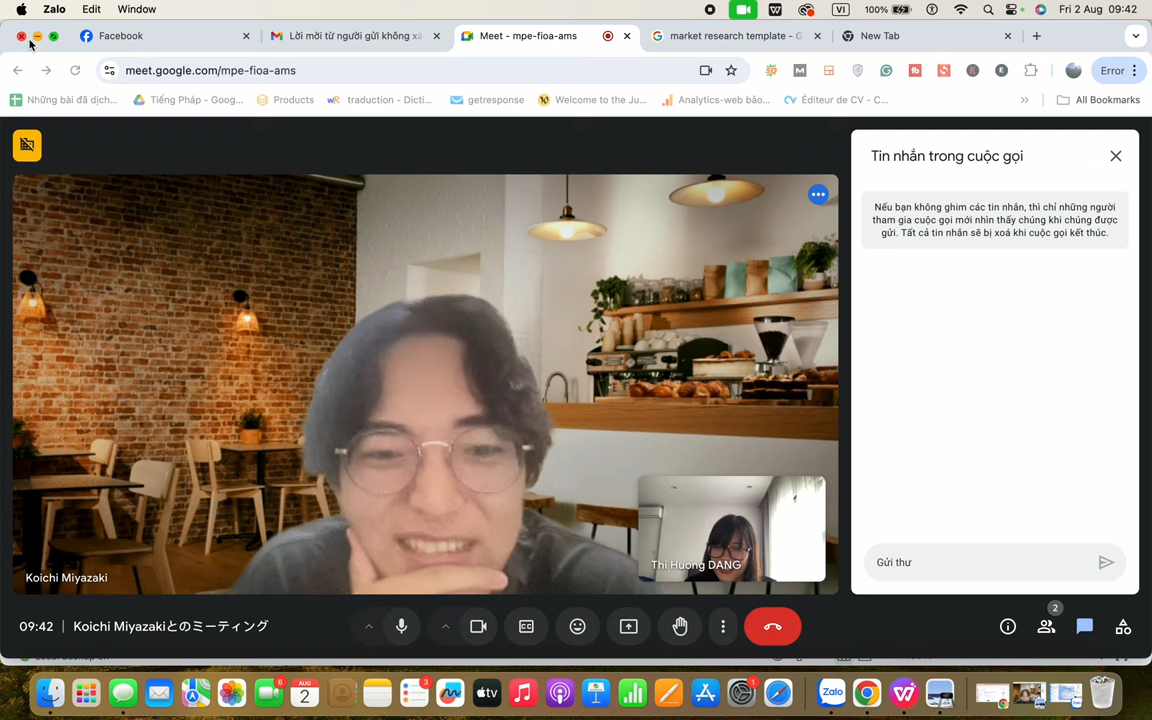 Zalo Edit Window VI 100% Fri 2 Aug 09:42
Facebook Lời mời từ người gửi không xá Meet - mpe-fioa-ams market research template - G New Tab
meet.google.com/mpe-fioa-ams Error
Những bài đã dịch... Tiếng Pháp - Goog... Products traduction - Dicti... getresponse Welcome to the Ju... Analytics-web bảo... Éditeur de CV - C... All Bookmarks
Tin nhắn trong cuộc gọi
Nếu bạn không ghim các tin nhắn, thì chỉ những người
tham gia cuộc gọi mới nhìn thấy chúng khi chúng được
gửi. Tất cả tin nhắn sẽ bị xoá khi cuộc gọi kết thúc.
Gửi thư
Thi Huong DANG
Koichi Miyazaki
09:42 | Koichi Miyazakiとのミーティング
2
6
AUG
2
3
tv
1
Zalo